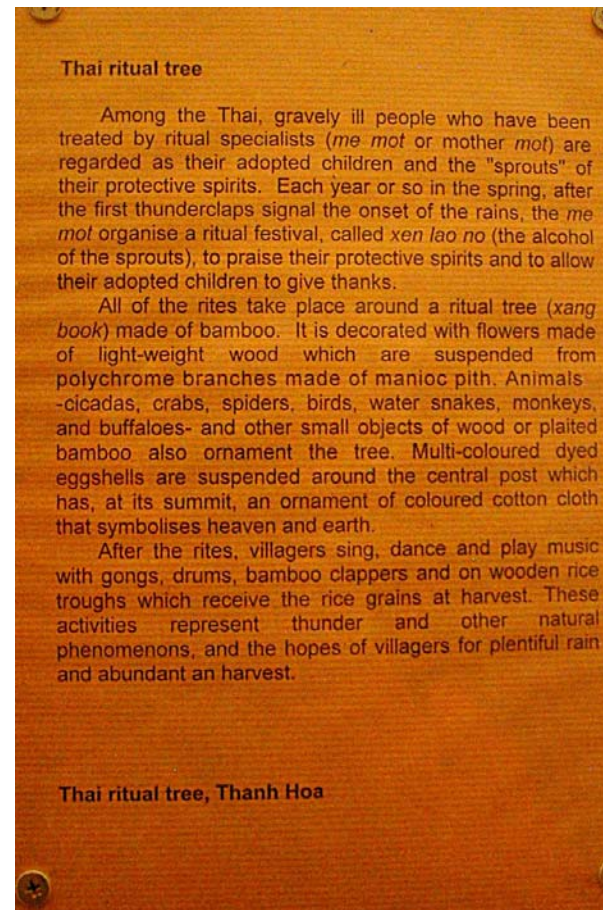 Thai ritual tree
Among the Thai, gravely ill people who have been
treated by ritual specialists (me mot or mother mot) are
regarded as their adopted children and the "sprouts" of
their protective spirits. Each year or so in the spring, after
the first thunderclaps signal the onset of the rains, the me
mot organise a ritual festival, called xen lao no (the alcohol
of the sprouts), to praise their protective spirits and to allow
their adopted children to give thanks.
All of the rites take place around a ritual tree (xang
book) made of bamboo. It is decorated with flowers made
of light-weight wood which are suspended from
polychrome branches made of manioc pith. Animals
-cicadas, crabs, spiders, birds, water snakes, monkeys,
and buffaloes- and other small objects of wood or plaited
bamboo also ornament the tree. Multi-coloured dyed
eggshells are suspended around the central post which
has, at its summit, an ornament of coloured cotton cloth
that symbolises heaven and earth.
After the rites, villagers sing, dance and play music
with gongs, drums, bamboo clappers and on wooden rice
troughs which receive the rice grains at harvest. These
activities represent thunder and other natural
phenomenons, and the hopes of villagers for plentiful rain
and abundant an harvest.
Thai ritual tree, Thanh Hoa